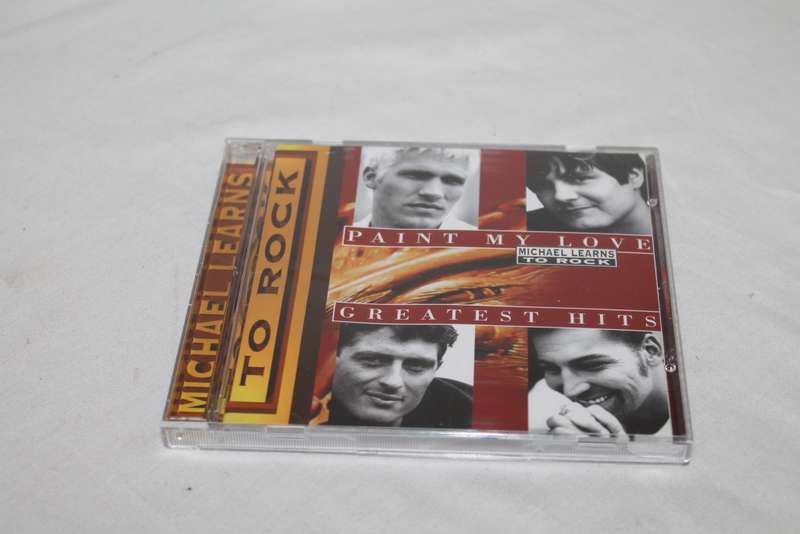 MICHAEL LEARNS
TO ROCK
PAINT MY LOVE
MICHAEL LEARNS
TO ROCK
GREATEST HITS